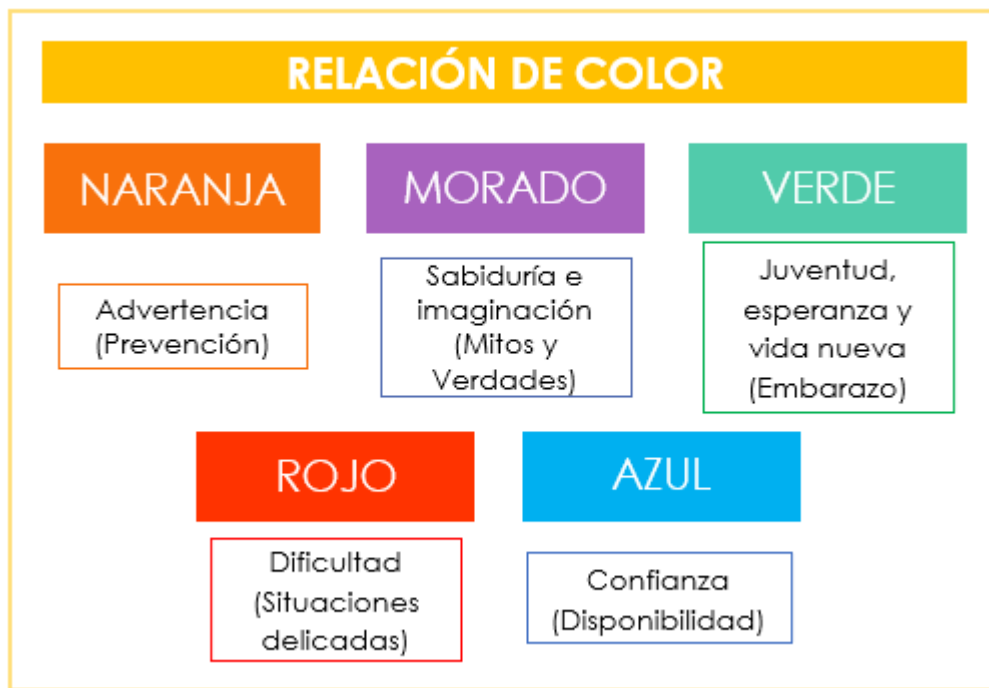 RELACIÓN DE COLOR
NARANJA
Advertencia
(Prevención)
MORADO
Sabiduría e
imaginación
(Mitos y
Verdades)
VERDE
Juventud,
esperanza y
vida nueva
(Embarazo)
ROJO
Dificultad
(Situaciones
delicadas)
AZUL
Confianza
(Disponibilidad)